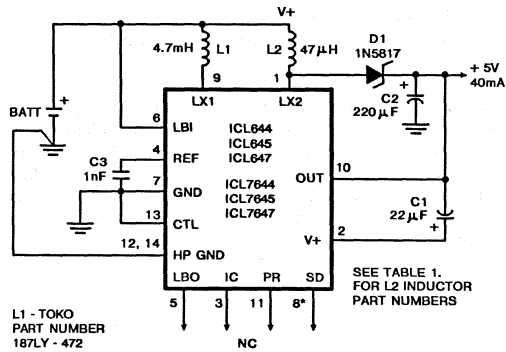 V+
4.7mH
L1
L2
47µH
D1
1N5817
9
1
+ 5V
40mA
BATT
+
LX1
LX2
+
C2
220µF
6
LBI
ICL644
ICL645
ICL647
4
REF
C3
1nF
7
GND
ICL7644
ICL7645
ICL7647
OUT
10
13
CTL
C1
22µF
+
V+
2
12, 14
HP GND
LBO
IC
PR
SD
5
3
11
8*
SEE TABLE 1.
FOR L2 INDUCTOR
PART NUMBERS
L1 - TOKO
PART NUMBER
187LY - 472
NC